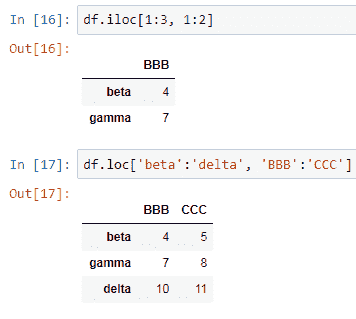 In [16]: df.iloc[1:3, 1:2]
Out[16]:
BBB
beta 4
gamma 7
In [17]: df.loc['beta':'delta', 'BBB':'CCC']
Out[17]:
BBB CCC
beta 4 5
gamma 7 8
delta 10 11